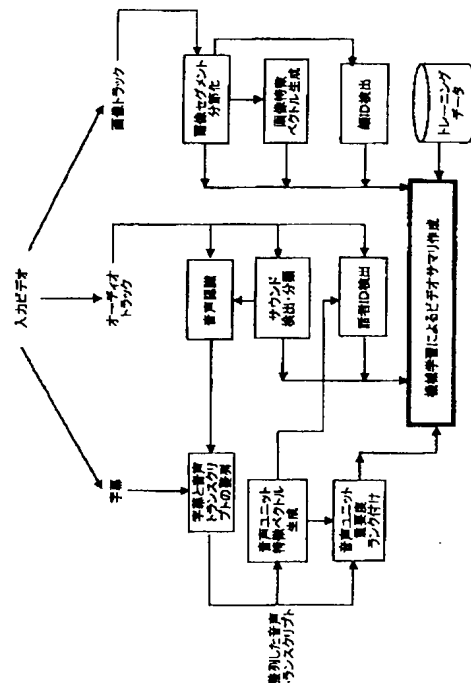 入力ビデオ
字幕
オーディオ
トラック
画像トラック
字幕と音声
トランスクリ
プトの整列
音声認識
画像セグメント
分節化
音声ユニット
特徴ベクトル
生成
サウンド
検出・分類
画像特徴
ベクトル生成
音声ユニット
重要度
ランク付け
話者ID検出
顔ID検出
整列した音声
トランスクリプト
機械学習によるビデオサマリ作成
トレーニング
データ